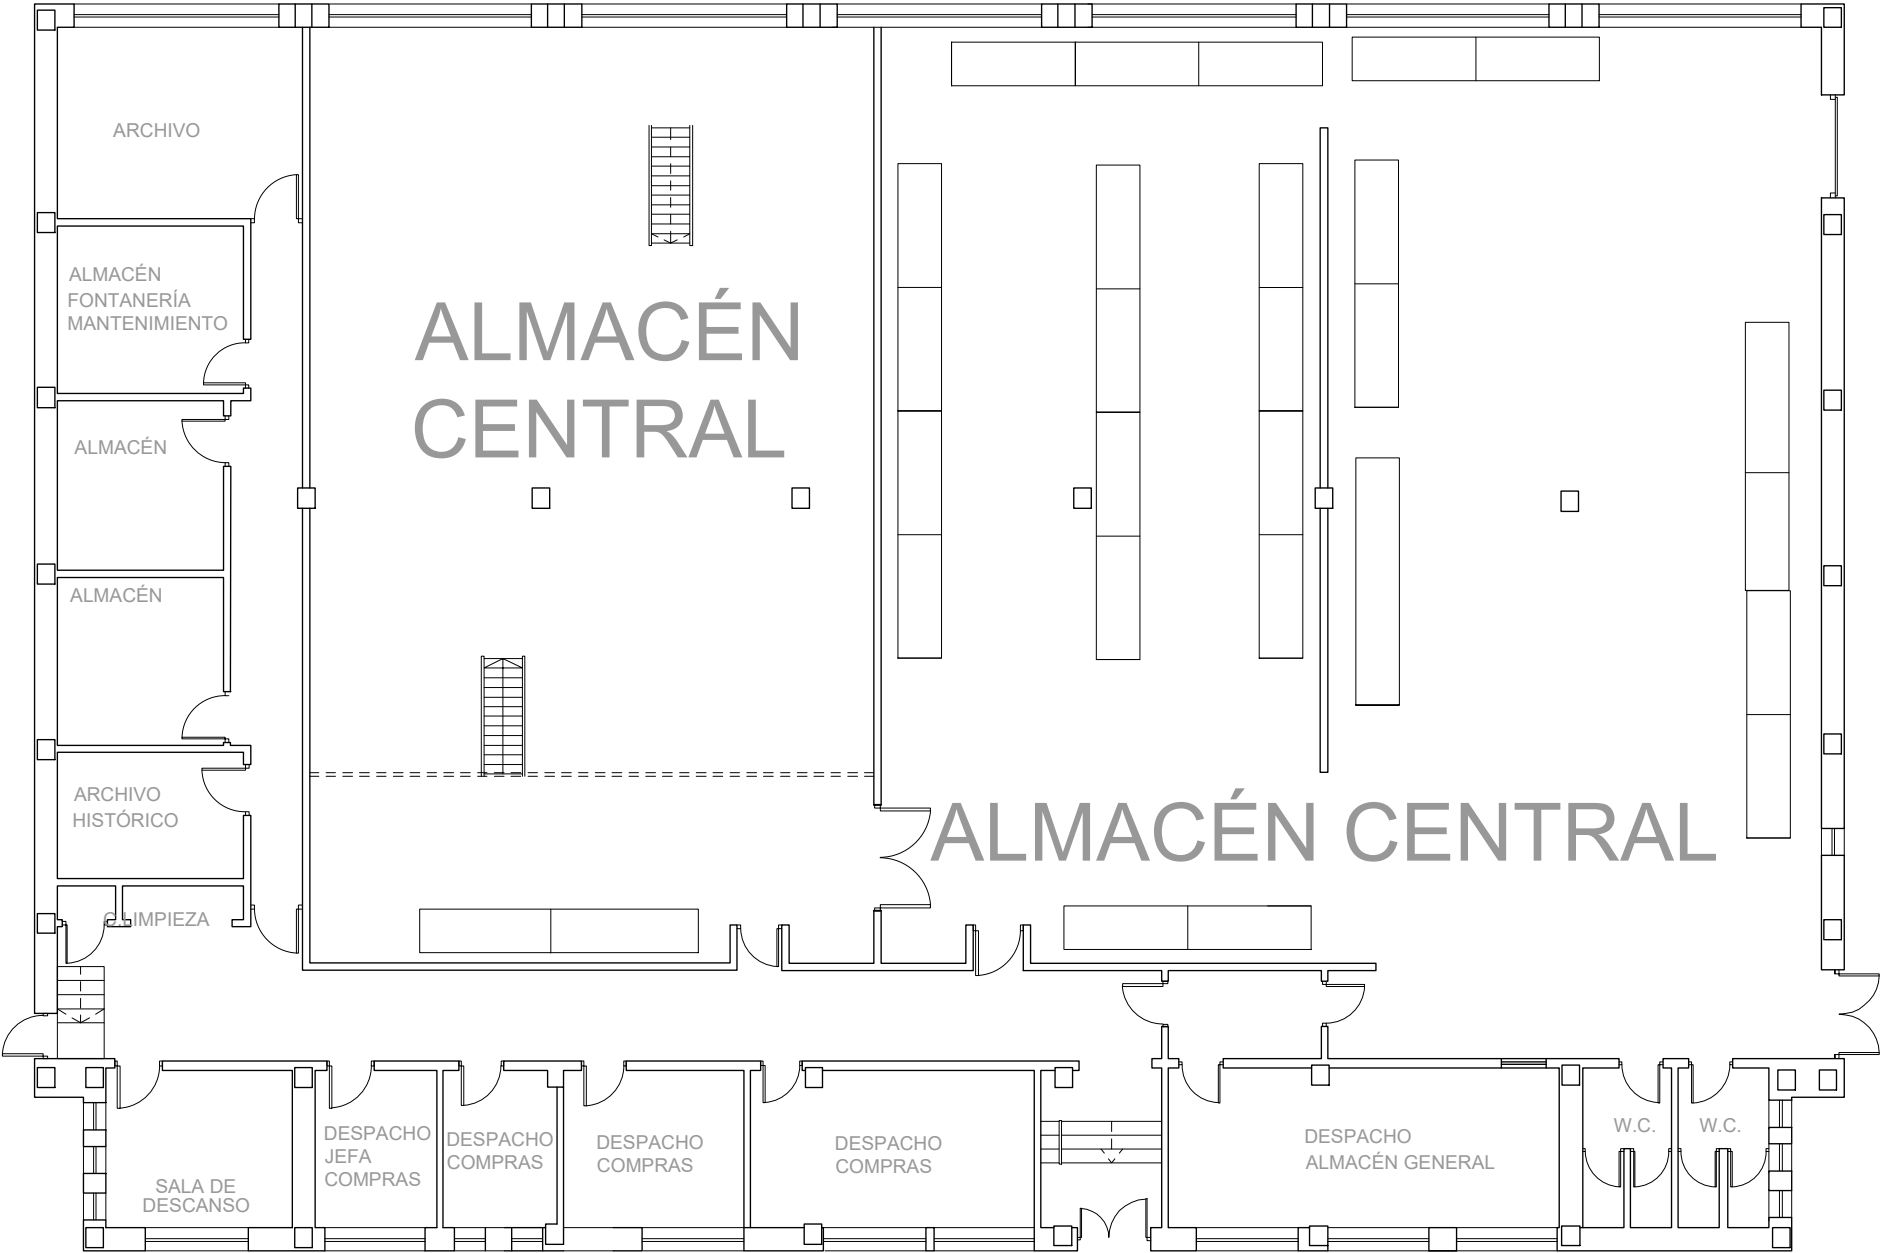 ARCHIVO
ALMACÉN
FONTANERÍA
MANTENIMIENTO
ALMACÉN
CENTRAL
ALMACÉN
ALMACÉN
ARCHIVO
HISTÓRICO
ALMACÉN CENTRAL
C.LIMPIEZA
SALA DE
DESCANSO
DESPACHO
JEFA
COMPRAS
DESPACHO
COMPRAS
DESPACHO
COMPRAS
DESPACHO
COMPRAS
DESPACHO
ALMACÉN GENERAL
W.C.
W.C.